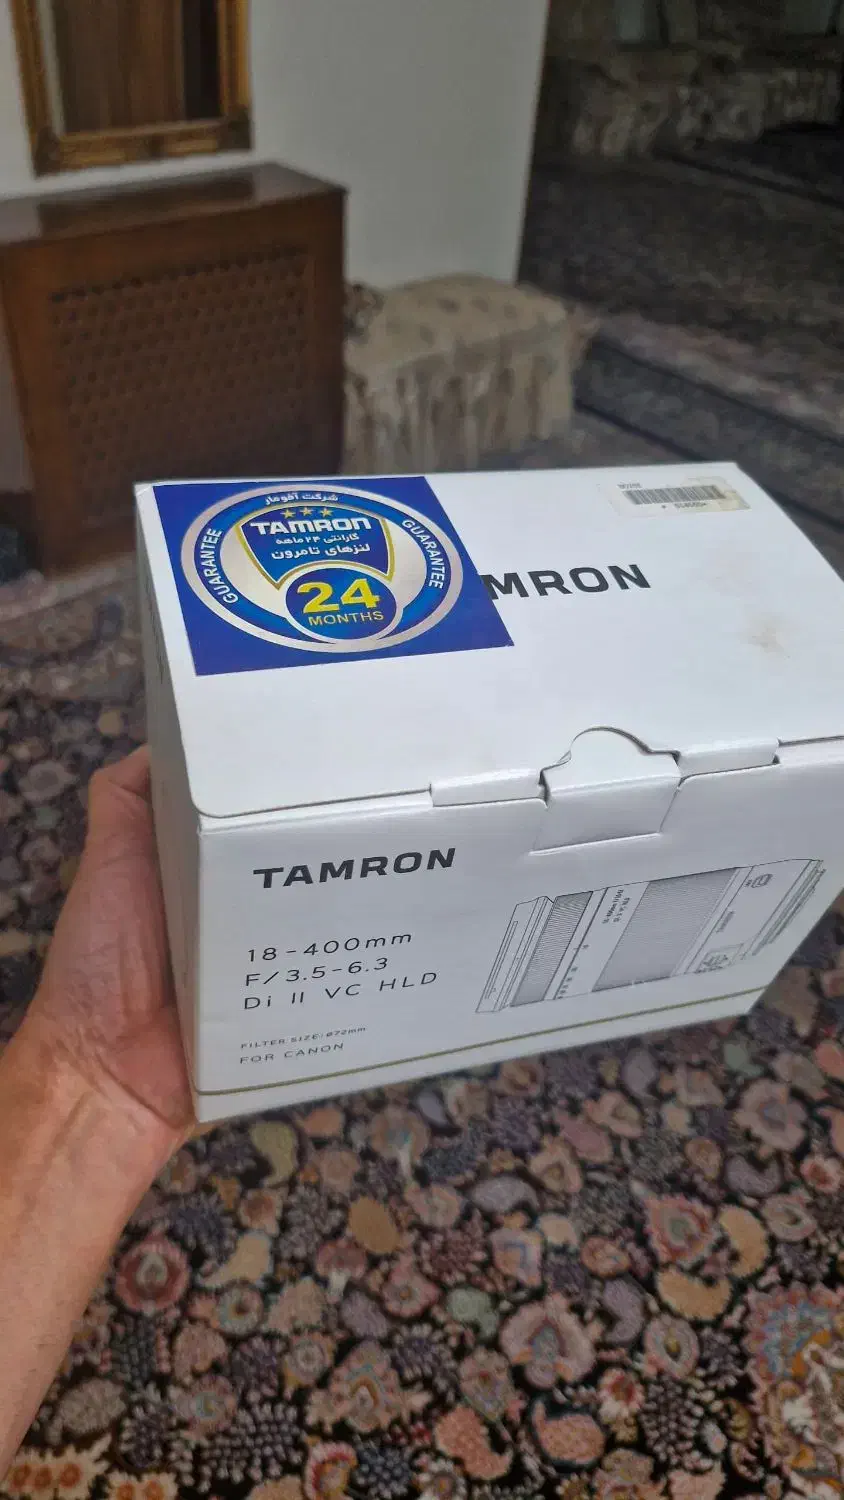 شرکت آفومار
TAMRON
گارانتی ۲۴ ماهه
لنزهای تامرون
GUARANTEE
GUARANTEE
24
MONTHS
MRON
TAMRON
18-400mm
F/3.5-6.3
Di II VC HLD
FILTER SIZE: ø72mm
FOR CANON